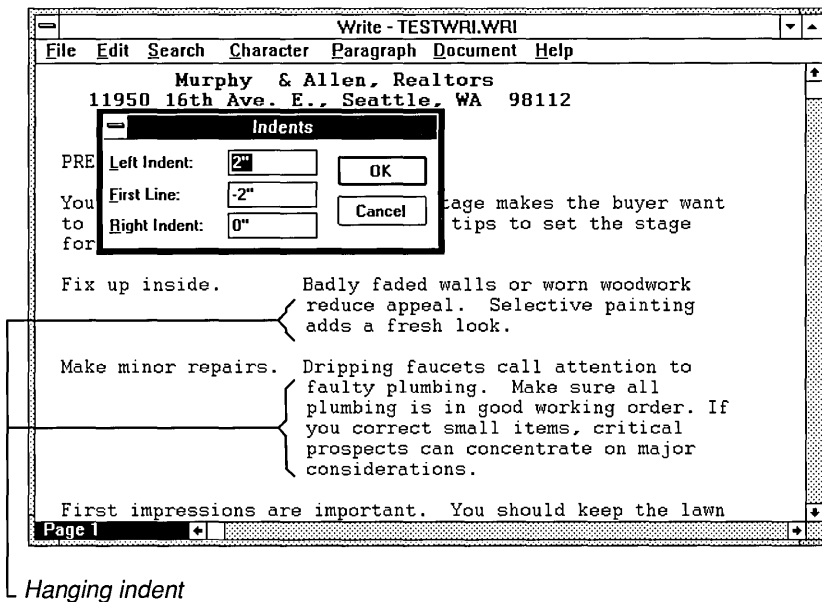 Write - TESTWRI.WRI
File Edit Search Character Paragraph Document Help
Murphy & Allen, Realtors
11950 16th Ave. E., Seattle, WA 98112
Indents
Left Indent: 2" OK
First Line: -2" Cancel
Right Indent: 0"
PRE
You tage makes the buyer want
to tips to set the stage
for
Fix up inside. Badly faded walls or worn woodwork
reduce appeal. Selective painting
adds a fresh look.
Make minor repairs. Dripping faucets call attention to
faulty plumbing. Make sure all
plumbing is in good working order. If
you correct small items, critical
prospects can concentrate on major
considerations.
First impressions are important. You should keep the lawn
Page 1
Hanging indent